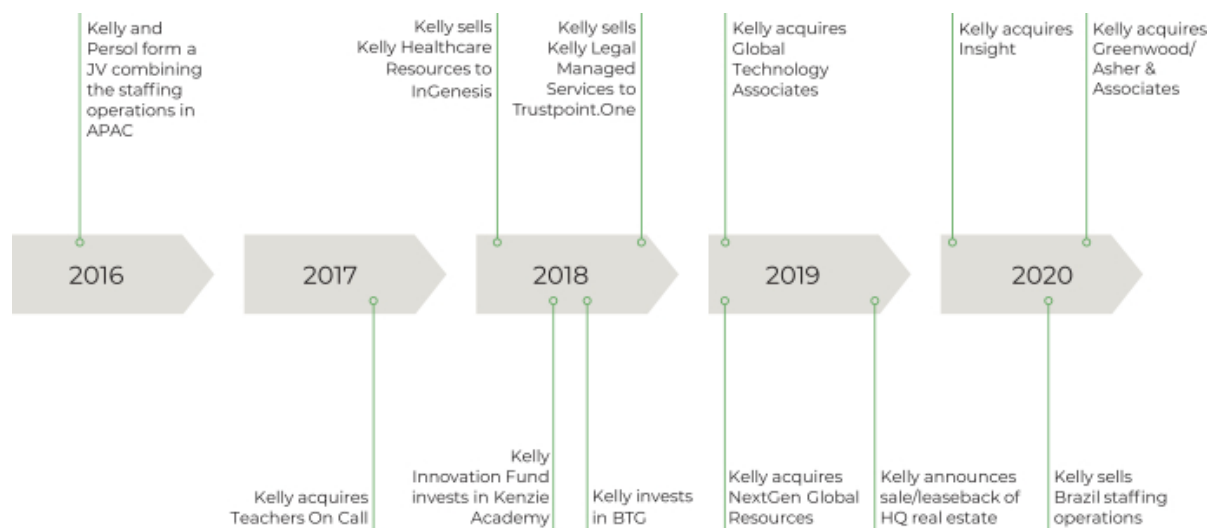 Kelly and
Persol form a
JV combining
the staffing
operations in
APAC
Kelly sells
Kelly Healthcare
Resources to
InGenesis
Kelly sells
Kelly Legal
Managed
Services to
Trustpoint.One
Kelly acquires
Global
Technology
Associates
Kelly acquires
Insight
Kelly acquires
Greenwood/
Asher &
Associates
2016
2017
2018
2019
2020
Kelly acquires
Teachers On Call
Kelly
Innovation Fund
invests in Kenzie
Academy
Kelly invests
in BTG
Kelly acquires
NextGen Global
Resources
Kelly announces
sale/leaseback of
HQ real estate
Kelly sells
Brazil staffing
operations